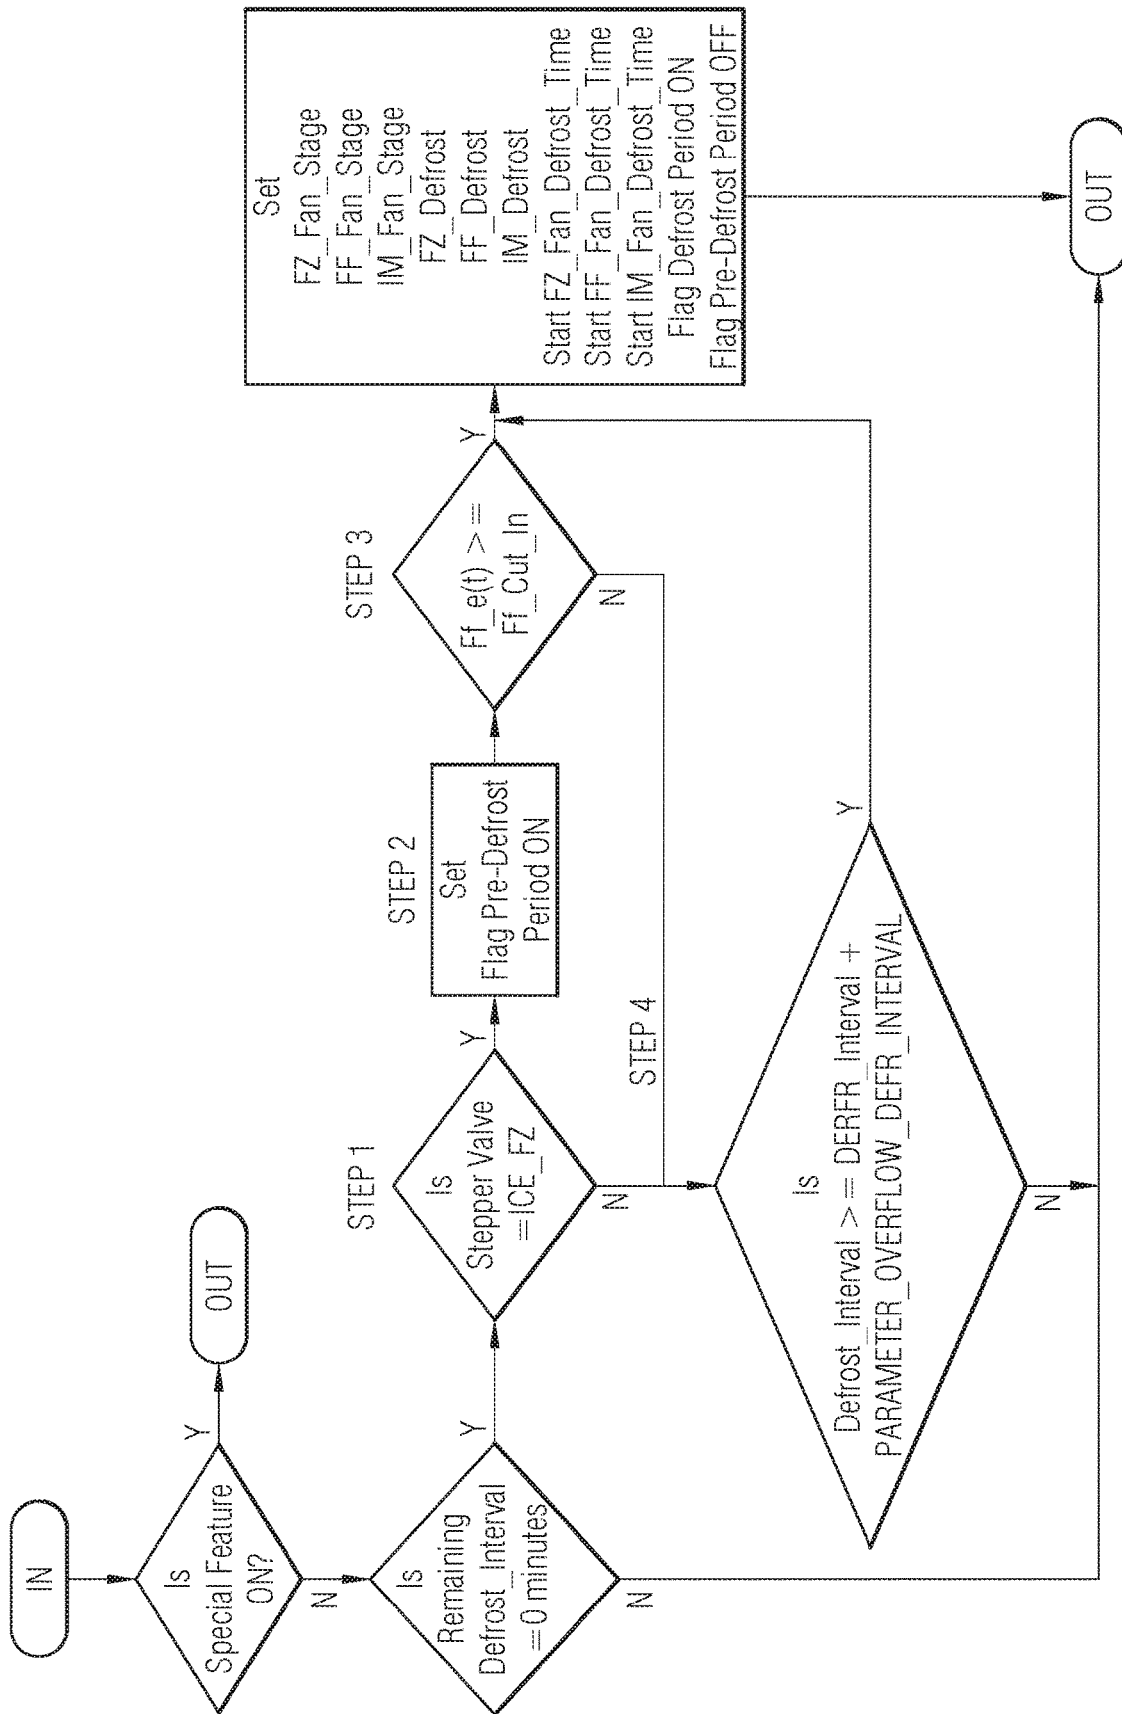 IN
Is
Special Feature
ON?
Y
OUT
N
Is
Remaining
Defrost_Interval
=0 minutes
Y
N
STEP 1
Is
Stepper Valve
=ICE_FZ
Y
N
STEP 2
Set
Flag Pre-Defrost
Period ON
STEP 3
Ff_e(t) >=
Ff_Cut_In
Y
N
STEP 4
Is
Defrost_Interval >= DERFR_Interval +
PARAMETER_OVERFLOW_DEFR_INTERVAL
Y
N
Set
FZ_Fan_Stage
FF_Fan_Stage
IM_Fan_Stage
FZ_Defrost
FF_Defrost
IM_Defrost
Start FZ_Fan_Defrost_Time
Start FF_Fan_Defrost_Time
Start IM_Fan_Defrost_Time
Flag Defrost Period ON
Flag Pre-Defrost Period OFF
OUT